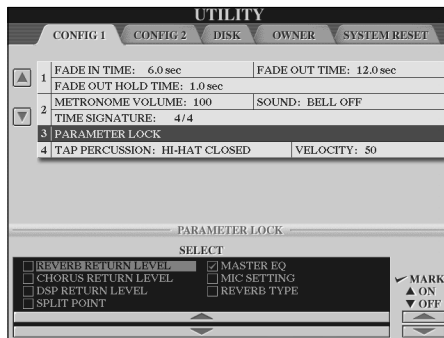 UTILITY
CONFIG 1 CONFIG 2 DISK OWNER SYSTEM RESET
1 FADE IN TIME: 6.0 sec FADE OUT TIME: 12.0 sec
FADE OUT HOLD TIME: 1.0 sec
2 METRONOME VOLUME: 100 SOUND: BELL OFF
TIME SIGNATURE: 4/4
3 PARAMETER LOCK
4 TAP PERCUSSION: HI-HAT CLOSED VELOCITY: 50
PARAMETER LOCK
SELECT
REVERB RETURN LEVEL MASTER EQ
CHORUS RETURN LEVEL MIC SETTING
DSP RETURN LEVEL REVERB TYPE
SPLIT POINT
MARK
▲ ON
▼ OFF